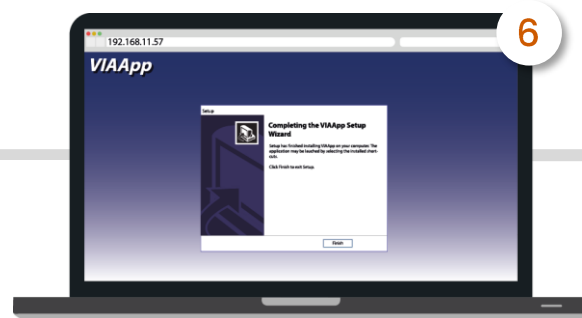 6
192.168.11.57
VIAApp
Setup
Completing the VIAApp Setup
Wizard
Setup has finished installing VIAApp on your computer. The
application may be lauched by selecting the installed short-
cuts.
Click Finish to exit Setup.
Finish